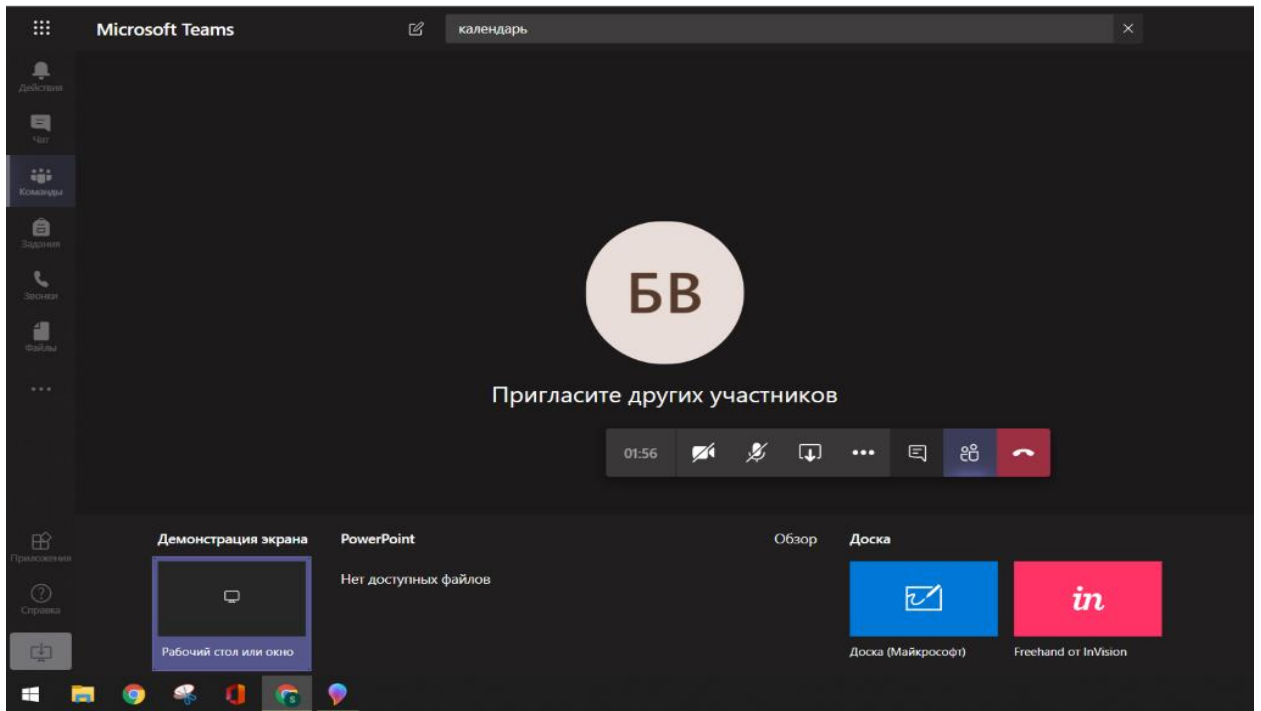 Microsoft Teams
календарь
Действия
Чат
Команды
Задания
Звонки
Файлы
БВ
Пригласите других участников
01:56
Приложения
Справка
Демонстрация экрана
PowerPoint
Обзор
Доска
Нет доступных файлов
in
Рабочий стол или окно
Доска (Майкрософт)
Freehand от InVision